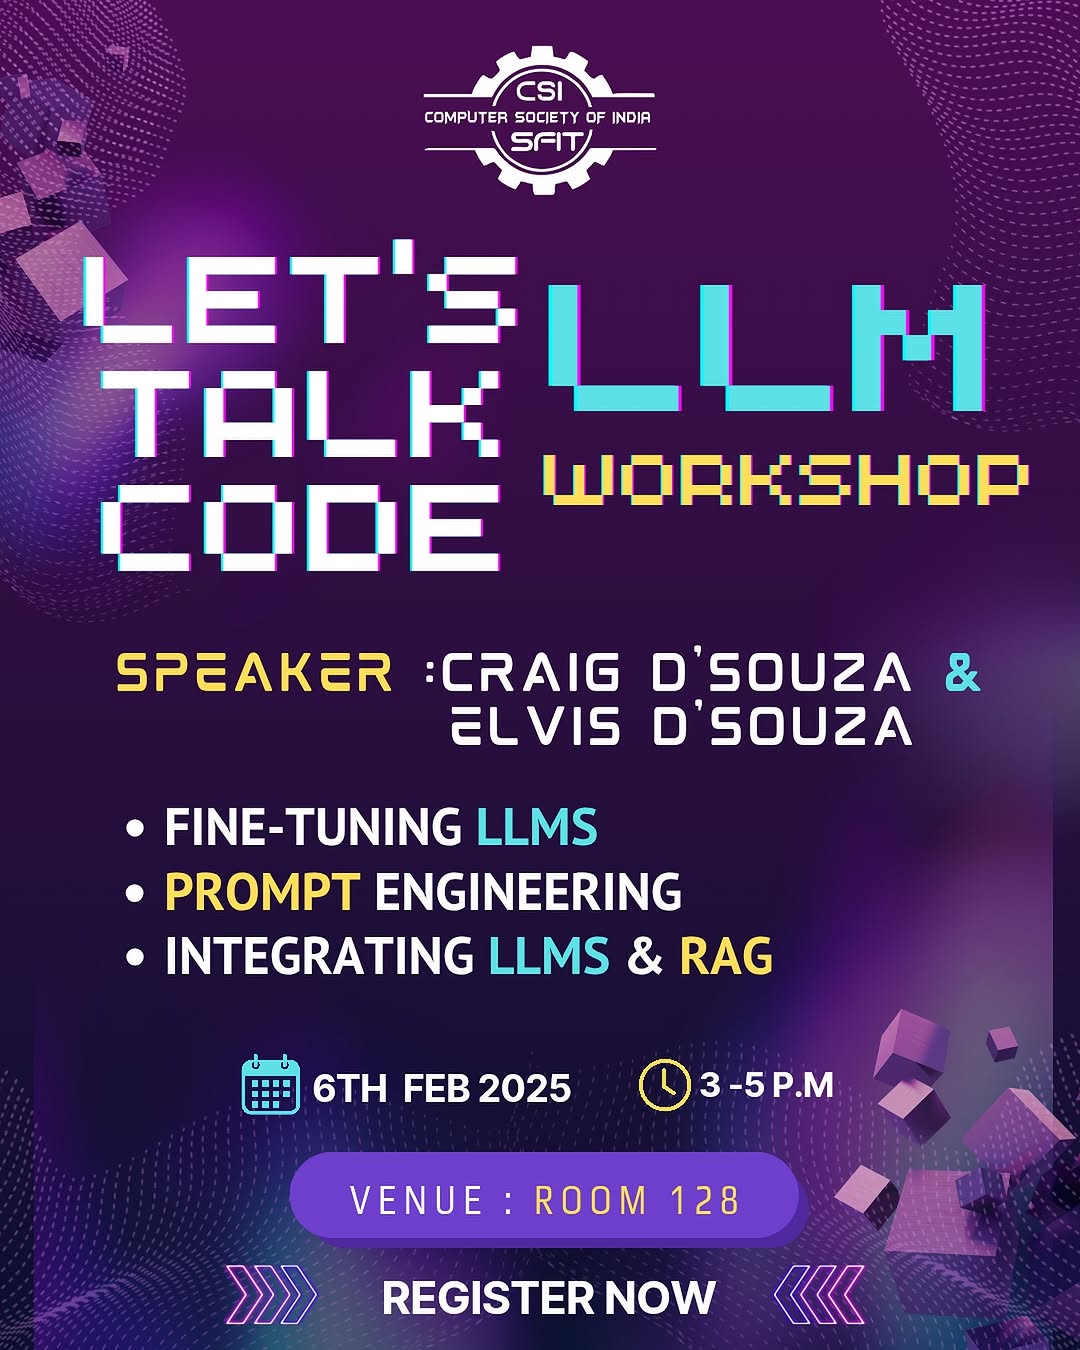 CSI
COMPUTER SOCIETY OF INDIA
SFIT
LET'S
TALK
CODE
LLM
WORKSHOP
SPEAKER :CRAIG D'SOUZA &
ELVIS D'SOUZA
• FINE-TUNING LLMS
• PROMPT ENGINEERING
• INTEGRATING LLMS & RAG
6TH FEB 2025
3 -5 P.M
VENUE : ROOM 128
REGISTER NOW